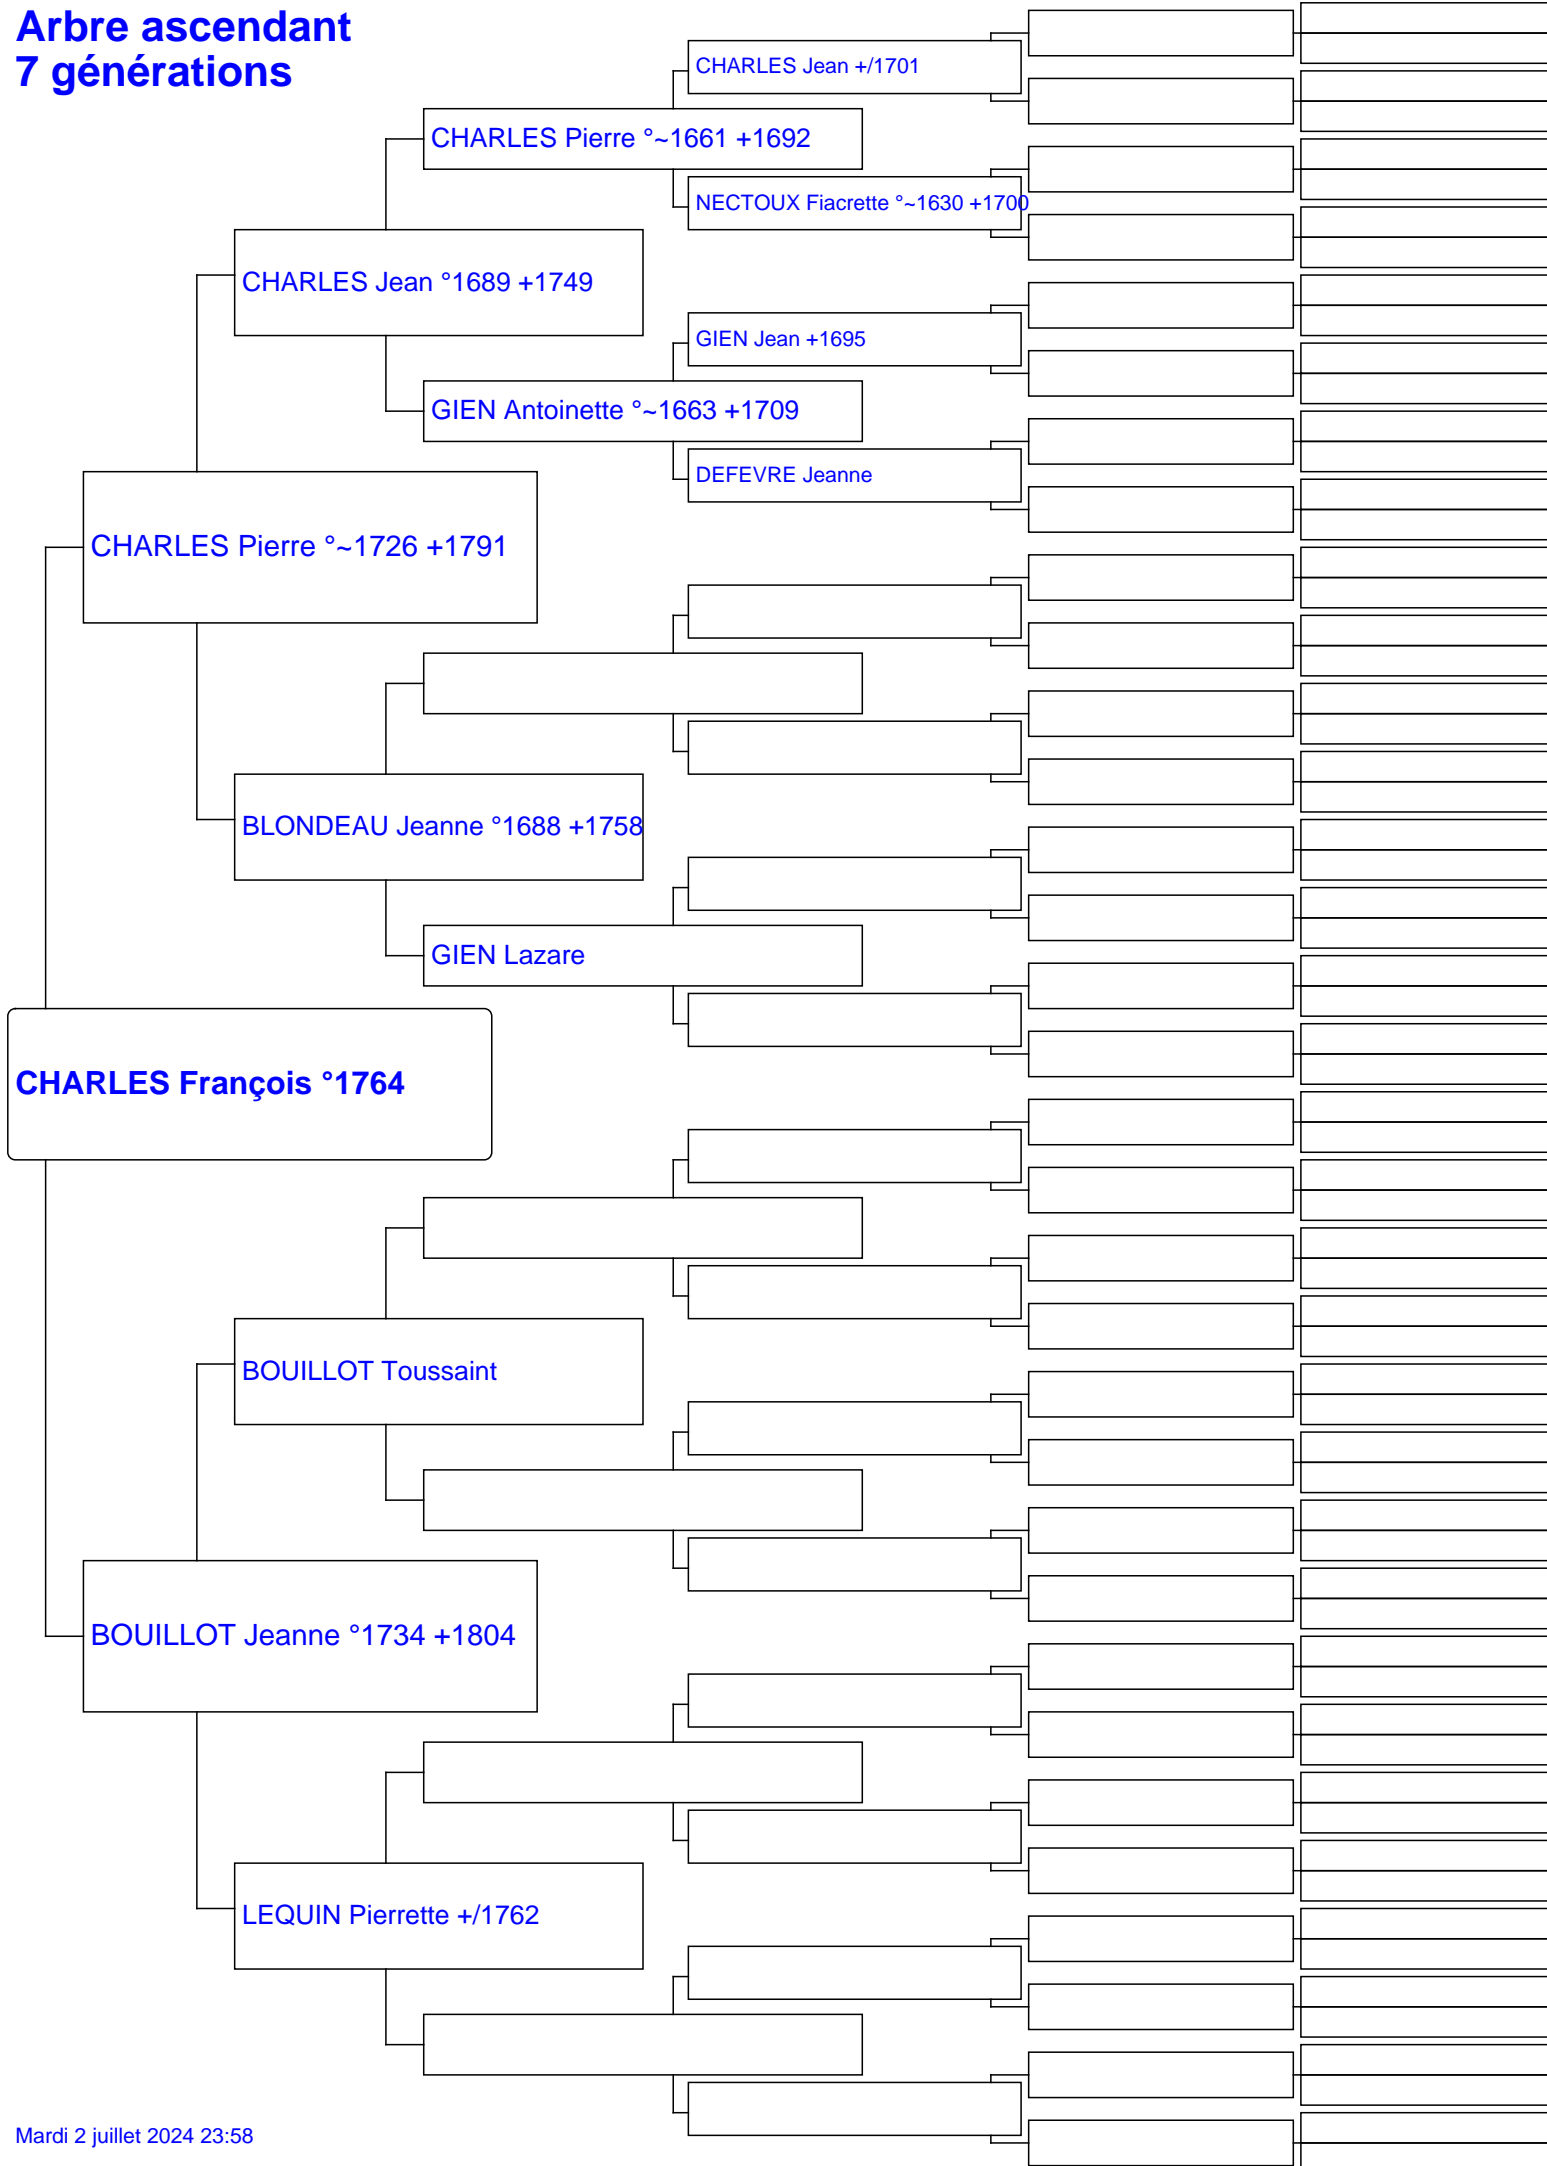 Arbre ascendant
7 générations
CHARLES Jean +/1701
CHARLES Pierre °~1661 +1692
NECTOUX Fiacrette °~1630 +1700
CHARLES Jean °1689 +1749
GIEN Jean +1695
GIEN Antoinette °~1663 +1709
DEFEVRE Jeanne
CHARLES Pierre °~1726 +1791
BLONDEAU Jeanne °1688 +1758
GIEN Lazare
CHARLES François °1764
BOUILLOT Toussaint
BOUILLOT Jeanne °1734 +1804
LEQUIN Pierrette +/1762
Mardi 2 juillet 2024 23:58